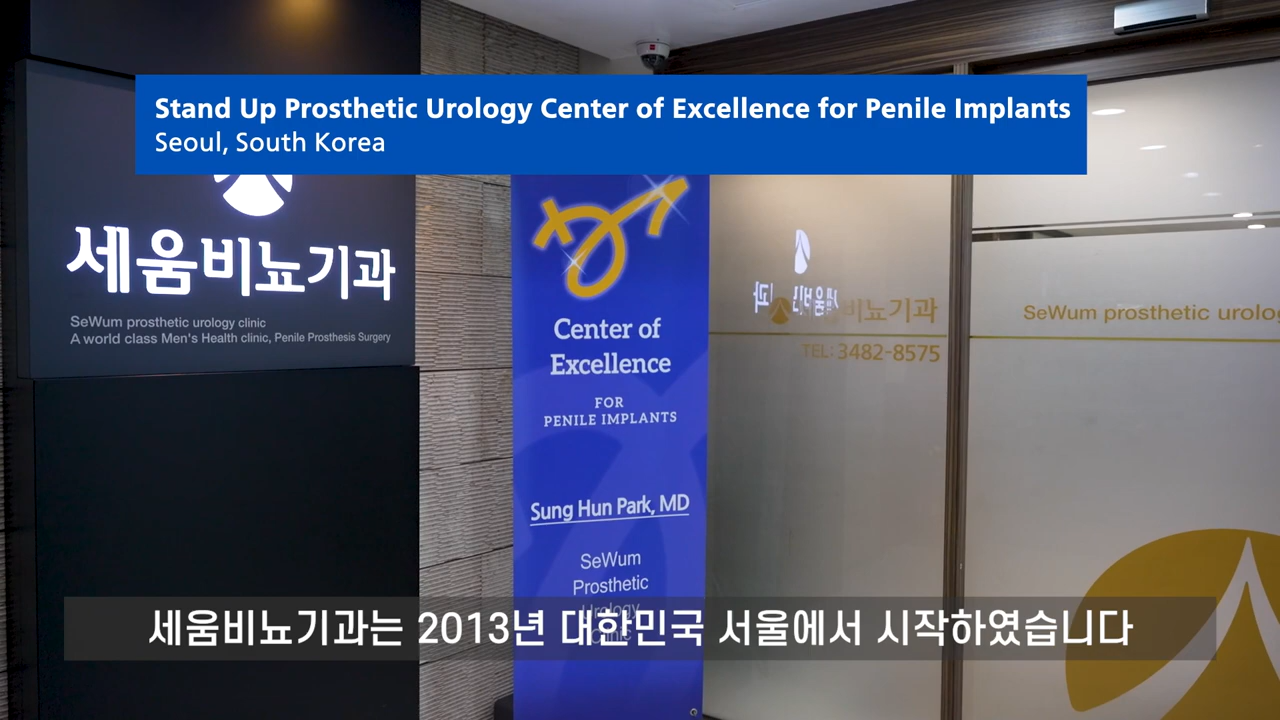 Stand Up Prosthetic Urology Center of Excellence for Penile Implants
Seoul, South Korea
세움비뇨기과
SeWum prosthetic urology clinic
A world class Men's Health clinic, Penile Prosthesis Surgery
Center of
Excellence
FOR
PENILE IMPLANTS
Sung Hun Park, MD
SeWum
Prosthetic
Urology
Clinic
비뇨기과
TEL: 3482-8575
SeWum prosthetic
세움비뇨기과는 2013년 대한민국 서울에서 시작하였습니다